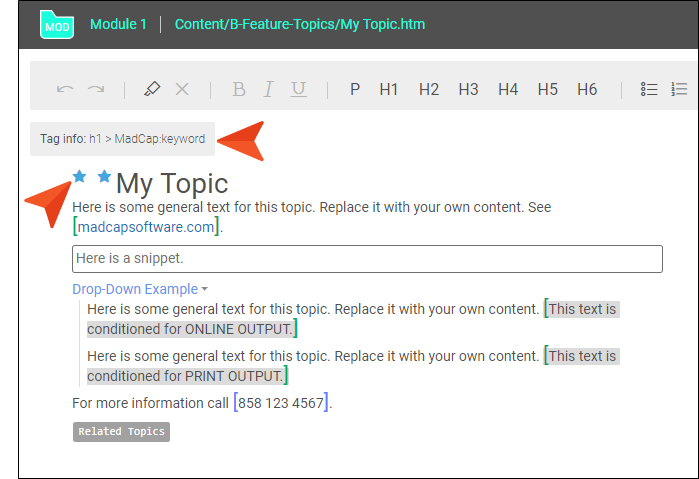 MOD Module 1 Content/B-Feature-Topics/My Topic.htm
B I U P H1 H2 H3 H4 H5 H6
Tag info: h1 > MadCap:keyword
My Topic
Here is some general text for this topic. Replace it with your own content. See
[madcapsoftware.com].
Here is a snippet.
Drop-Down Example
Here is some general text for this topic. Replace it with your own content. [This text is
conditioned for ONLINE OUTPUT.]
Here is some general text for this topic. Replace it with your own content. [This text is
conditioned for PRINT OUTPUT.]
For more information call [858 123 4567].
Related Topics